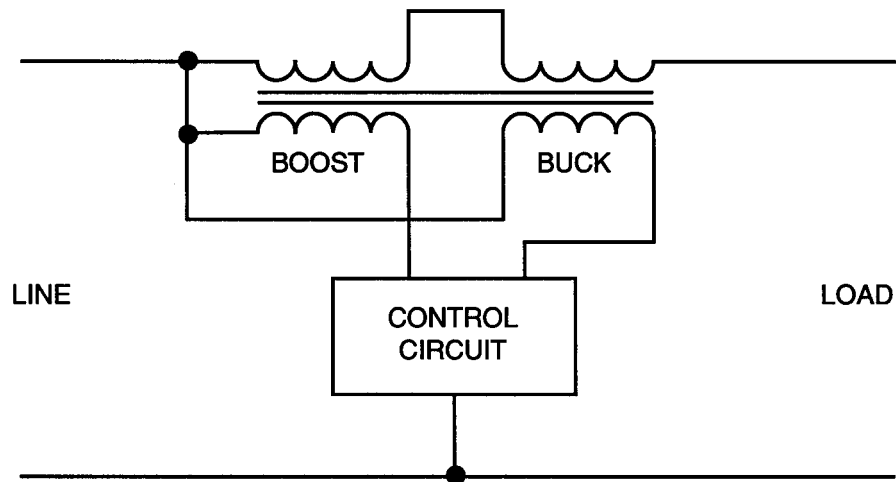 BOOST
BUCK
LINE
LOAD
CONTROL
CIRCUIT